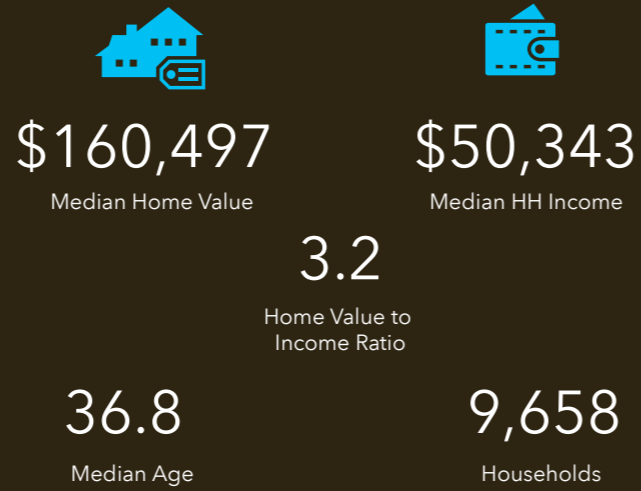 $160,497
Median Home Value
$50,343
Median HH Income
3.2
Home Value to
Income Ratio
36.8
Median Age
9,658
Households